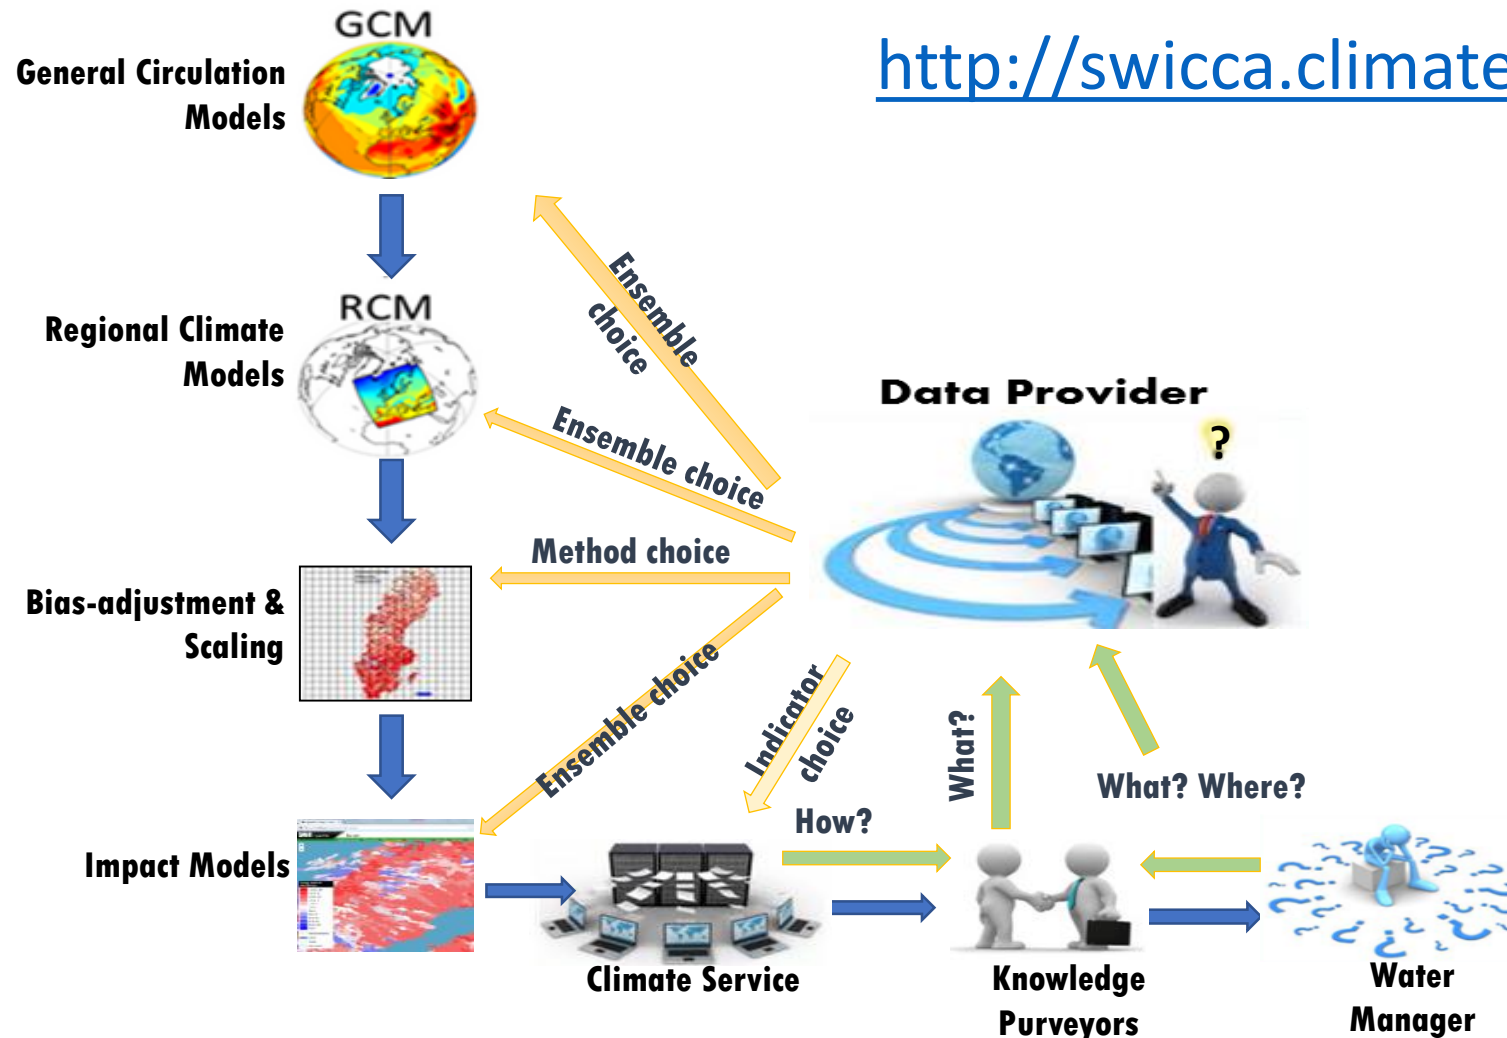 GCM
General Circulation
Models
http://swicca.climate
RCM
Regional Climate
Models
Ensemble
choice
Ensemble choice
Data Provider
?
Method choice
Bias-adjustment &
Scaling
Ensemble choice
Indicator
choice
What?
What? Where?
How?
Impact Models
Climate Service
Knowledge
Purveyors
Water
Manager